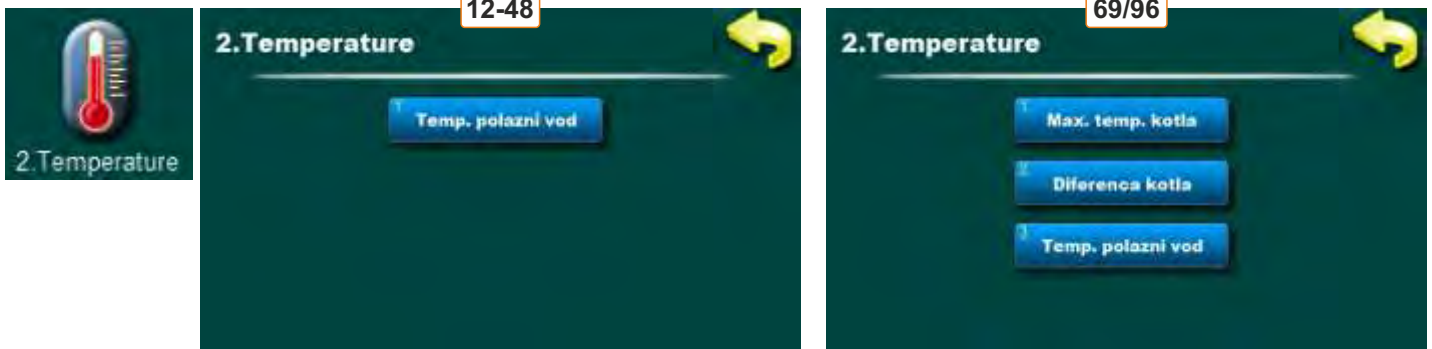 2.Temperature
12-48
2.Temperature
1
Temp. polazni vod
69/96
2.Temperature
1
Max. temp. kotla
2
Diferenca kotla
3
Temp. polazni vod